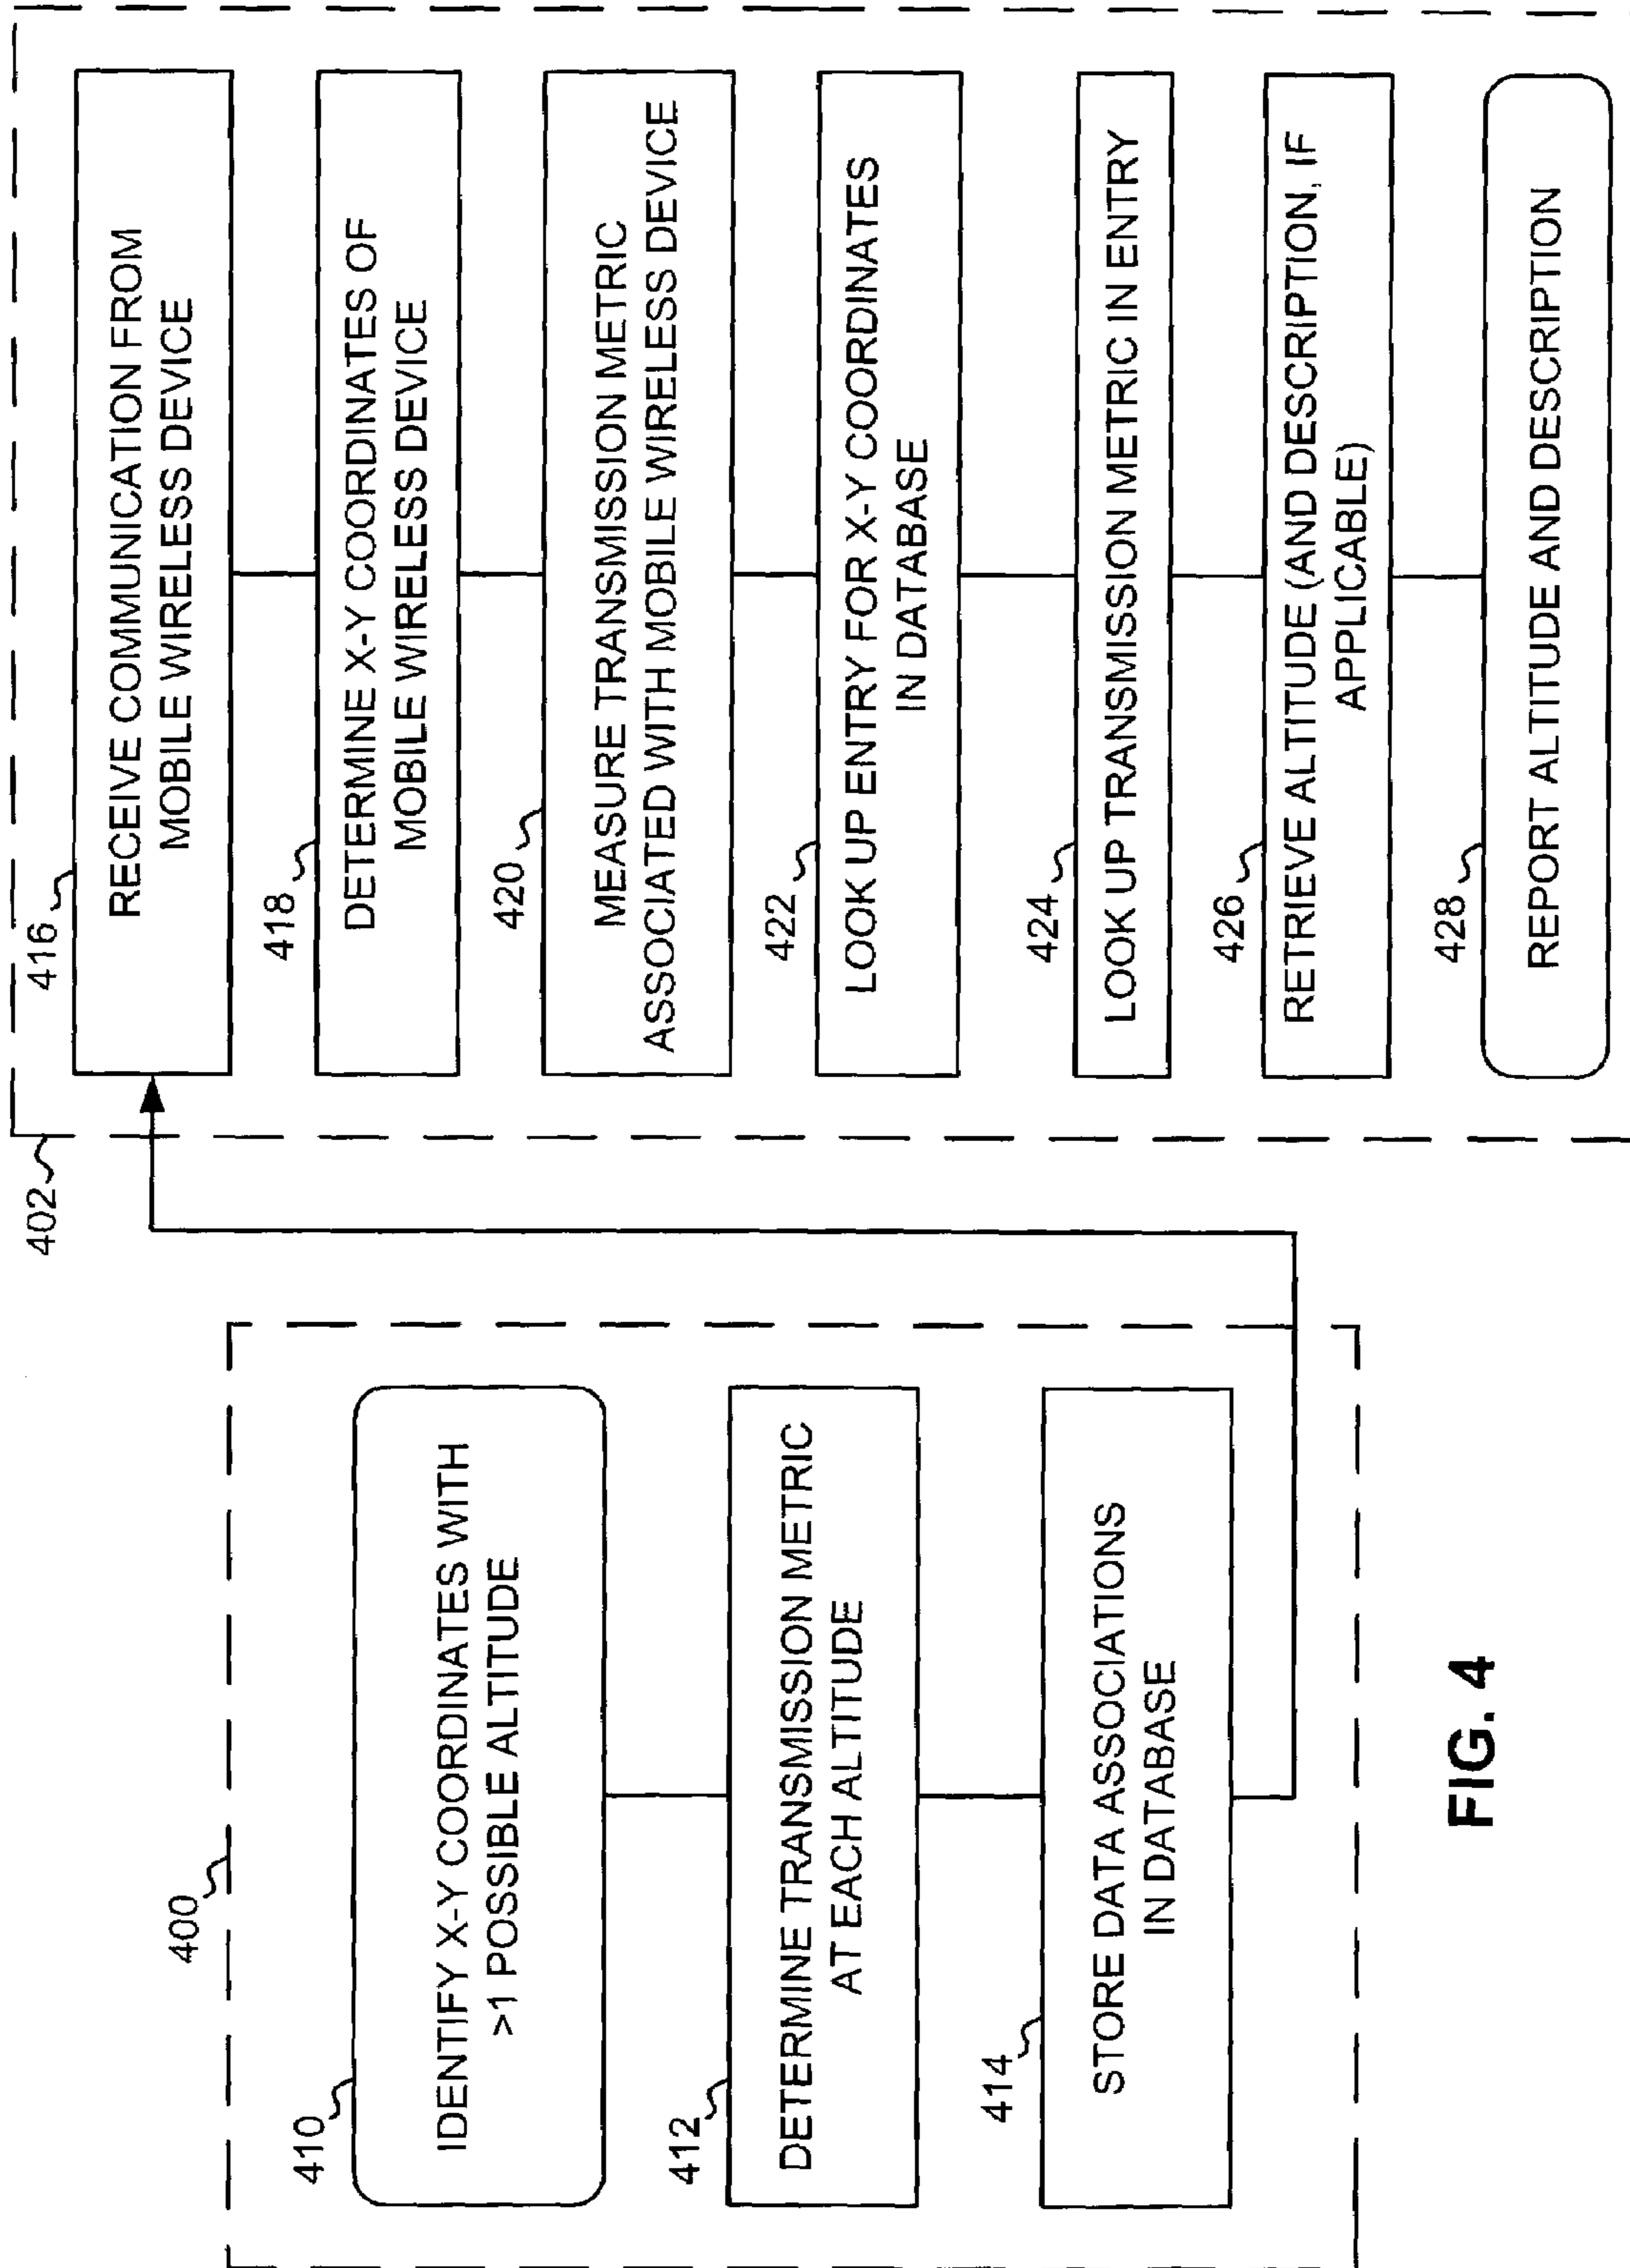 400
410
IDENTIFY X-Y COORDINATES WITH
>1 POSSIBLE ALTITUDE
412
DETERMINE TRANSMISSION METRIC
AT EACH ALTITUDE
414
STORE DATA ASSOCIATIONS
IN DATABASE
402
416
RECEIVE COMMUNICATION FROM
MOBILE WIRELESS DEVICE
418
DETERMINE X-Y COORDINATES OF
MOBILE WIRELESS DEVICE
420
MEASURE TRANSMISSION METRIC
ASSOCIATED WITH MOBILE WIRELESS DEVICE
422
LOOK UP ENTRY FOR X-Y COORDINATES
IN DATABASE
424
LOOK UP TRANSMISSION METRIC IN ENTRY
426
RETRIEVE ALTITUDE (AND DESCRIPTION, IF
APPLICABLE)
428
REPORT ALTITUDE AND DESCRIPTION
FIG. 4